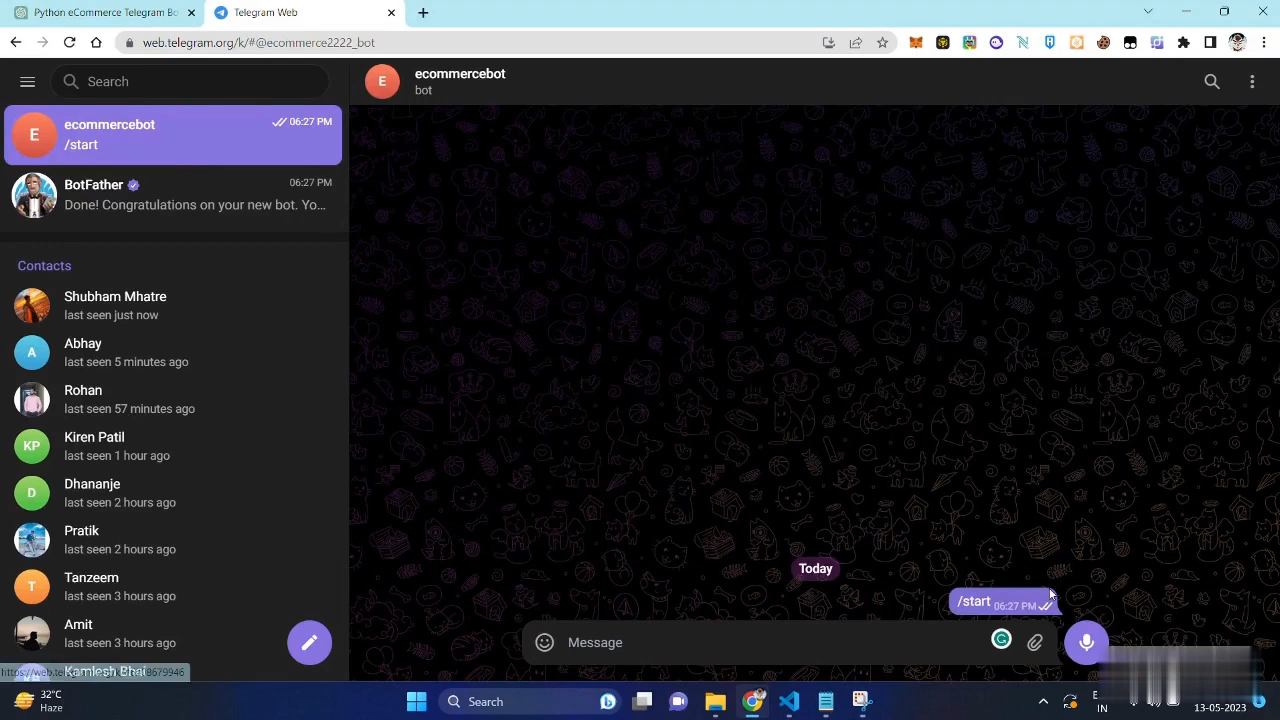 Python eCommerce Telegram Bo
Telegram Web
web.telegram.org/k/#@ecommerce2222_bot
Search
E
ecommercebot
bot
E
ecommercebot
06:27 PM
/start
BotFather
06:27 PM
Done! Congratulations on your new bot. Yo...
Contacts
Shubham Mhatre
last seen just now
A
Abhay
last seen 5 minutes ago
Rohan
last seen 57 minutes ago
KP
Kiren Patil
last seen 1 hour ago
D
Dhananje
last seen 2 hours ago
Pratik
last seen 2 hours ago
Today
T
Tanzeem
last seen 3 hours ago
/start 06:27 PM
Amit
last seen 3 hours ago
Message
Kamlesh Bhai
8679946
32°C
Haze
Search
IN
13-05-2023